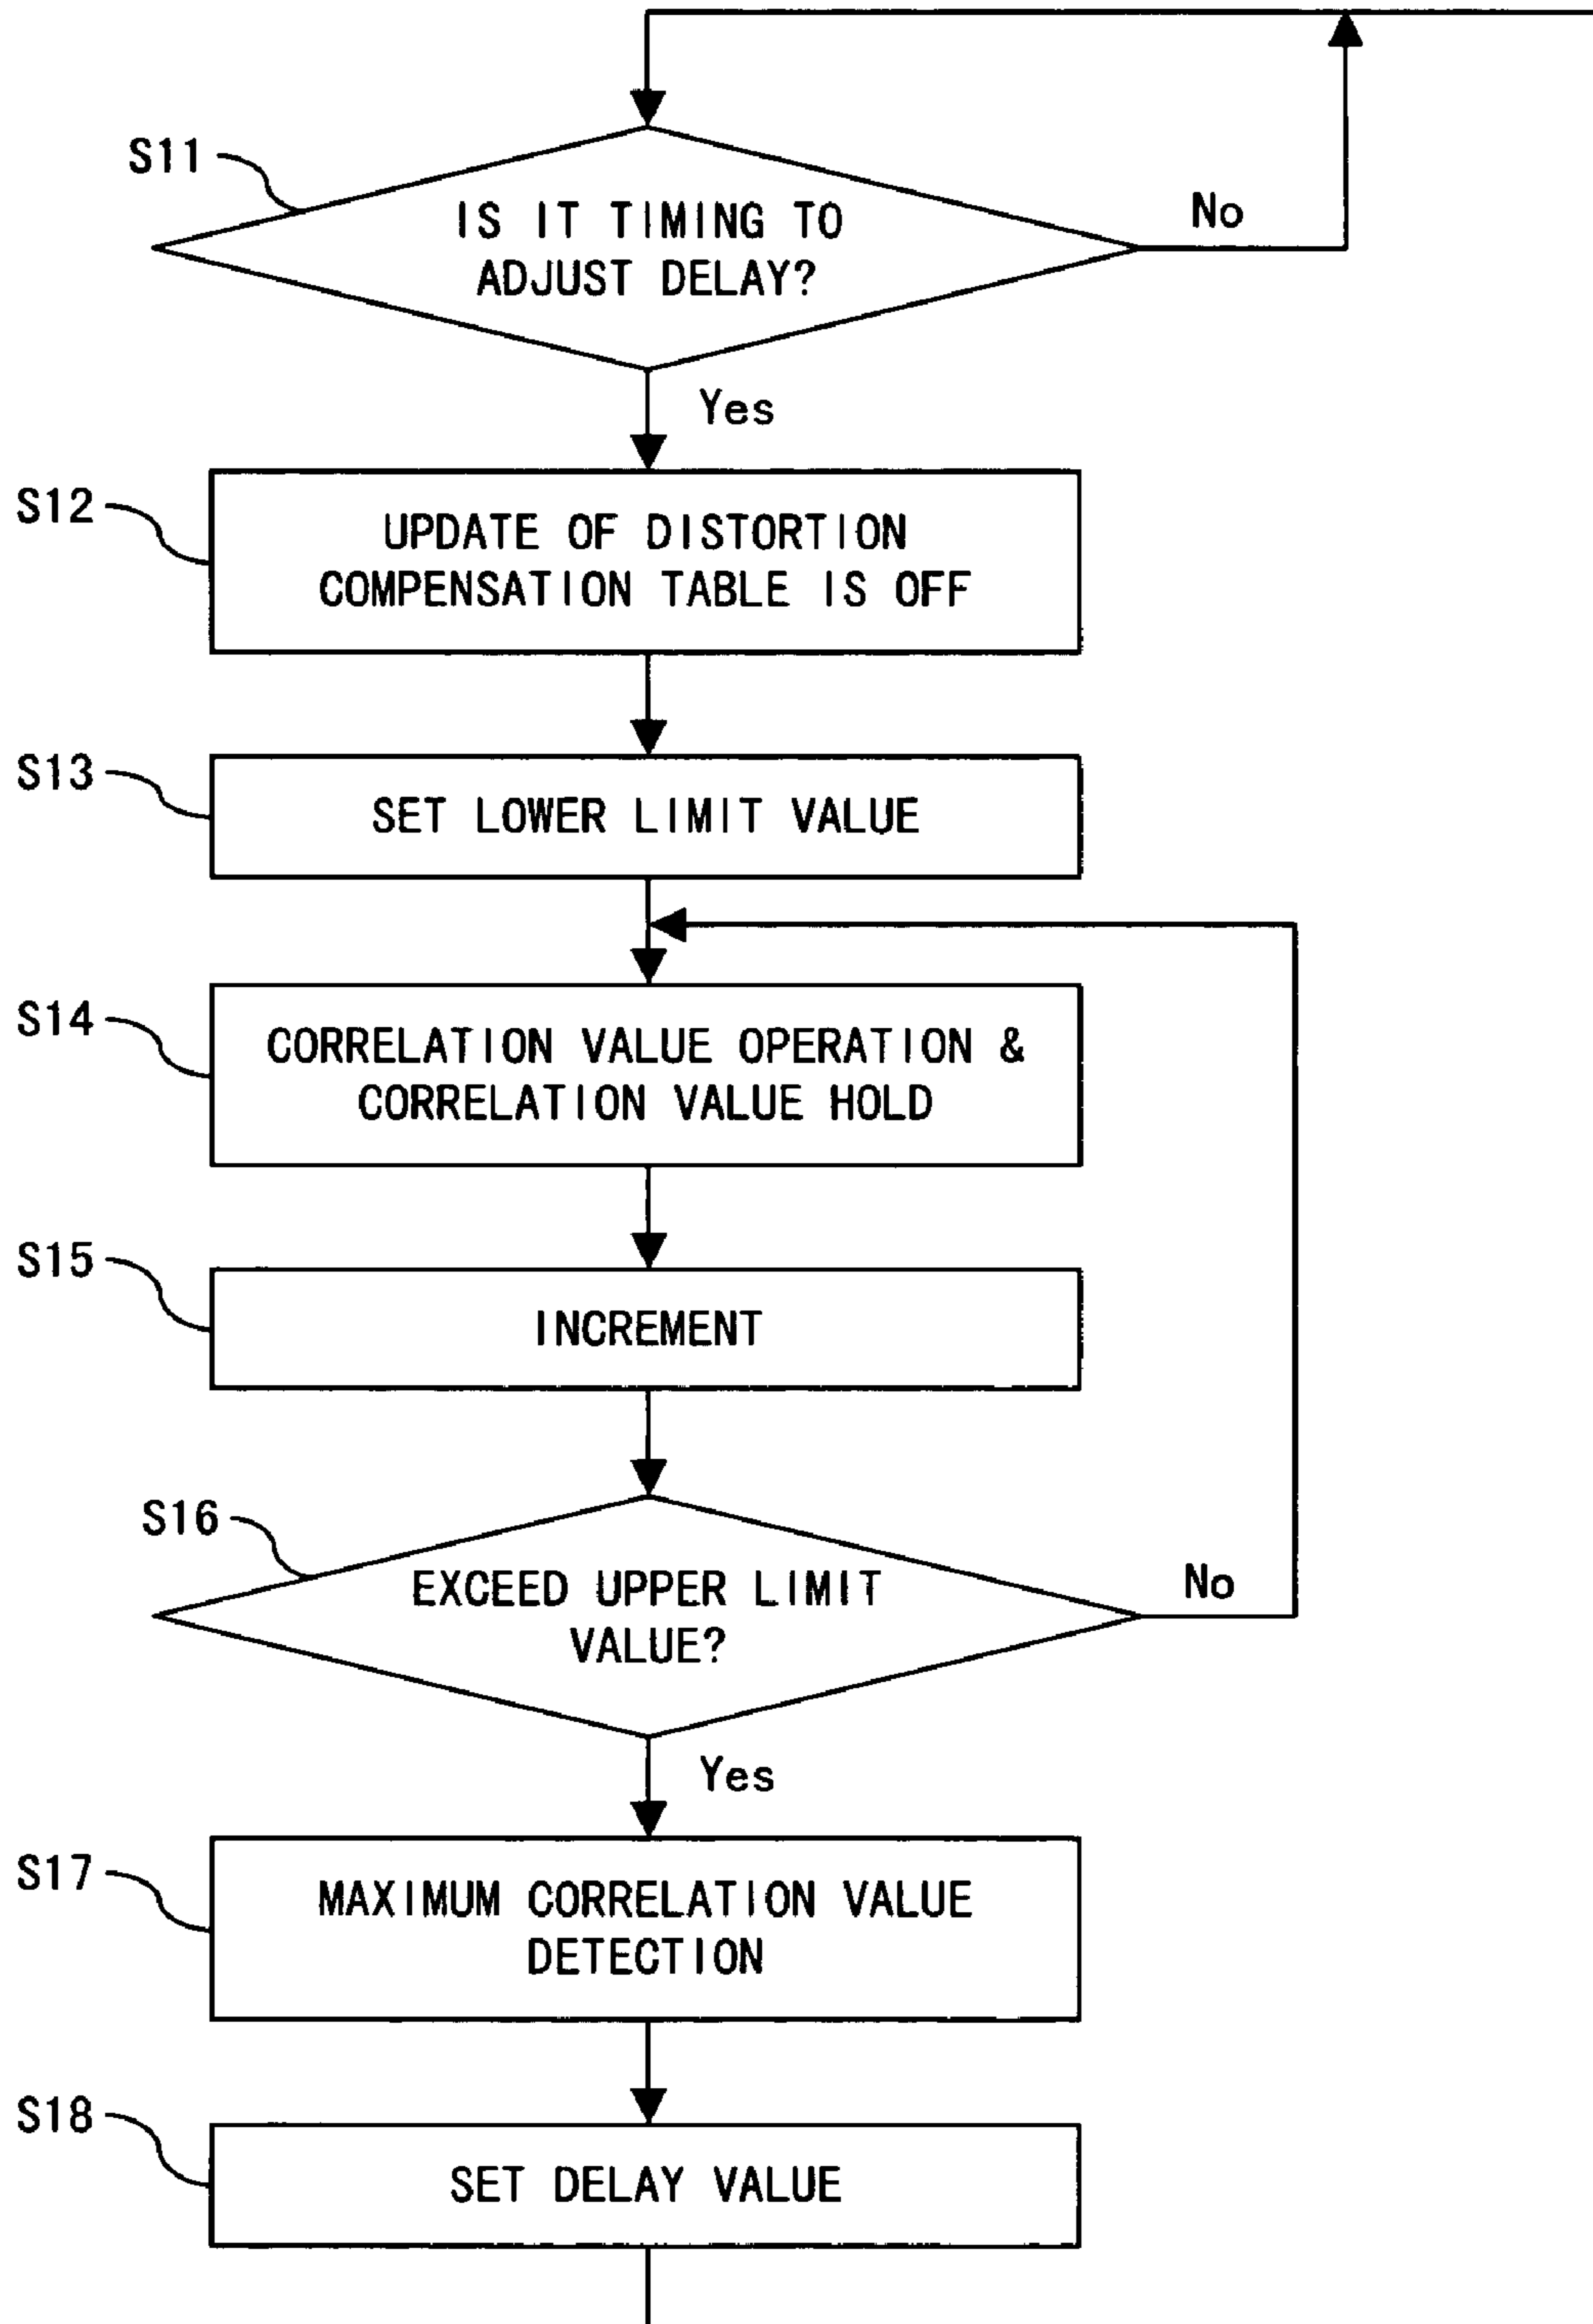 S11
IS IT TIMING TO
ADJUST DELAY?
No
Yes
S12
UPDATE OF DISTORTION
COMPENSATION TABLE IS OFF
S13
SET LOWER LIMIT VALUE
S14
CORRELATION VALUE OPERATION &
CORRELATION VALUE HOLD
S15
INCREMENT
S16
EXCEED UPPER LIMIT
VALUE?
No
Yes
S17
MAXIMUM CORRELATION VALUE
DETECTION
S18
SET DELAY VALUE